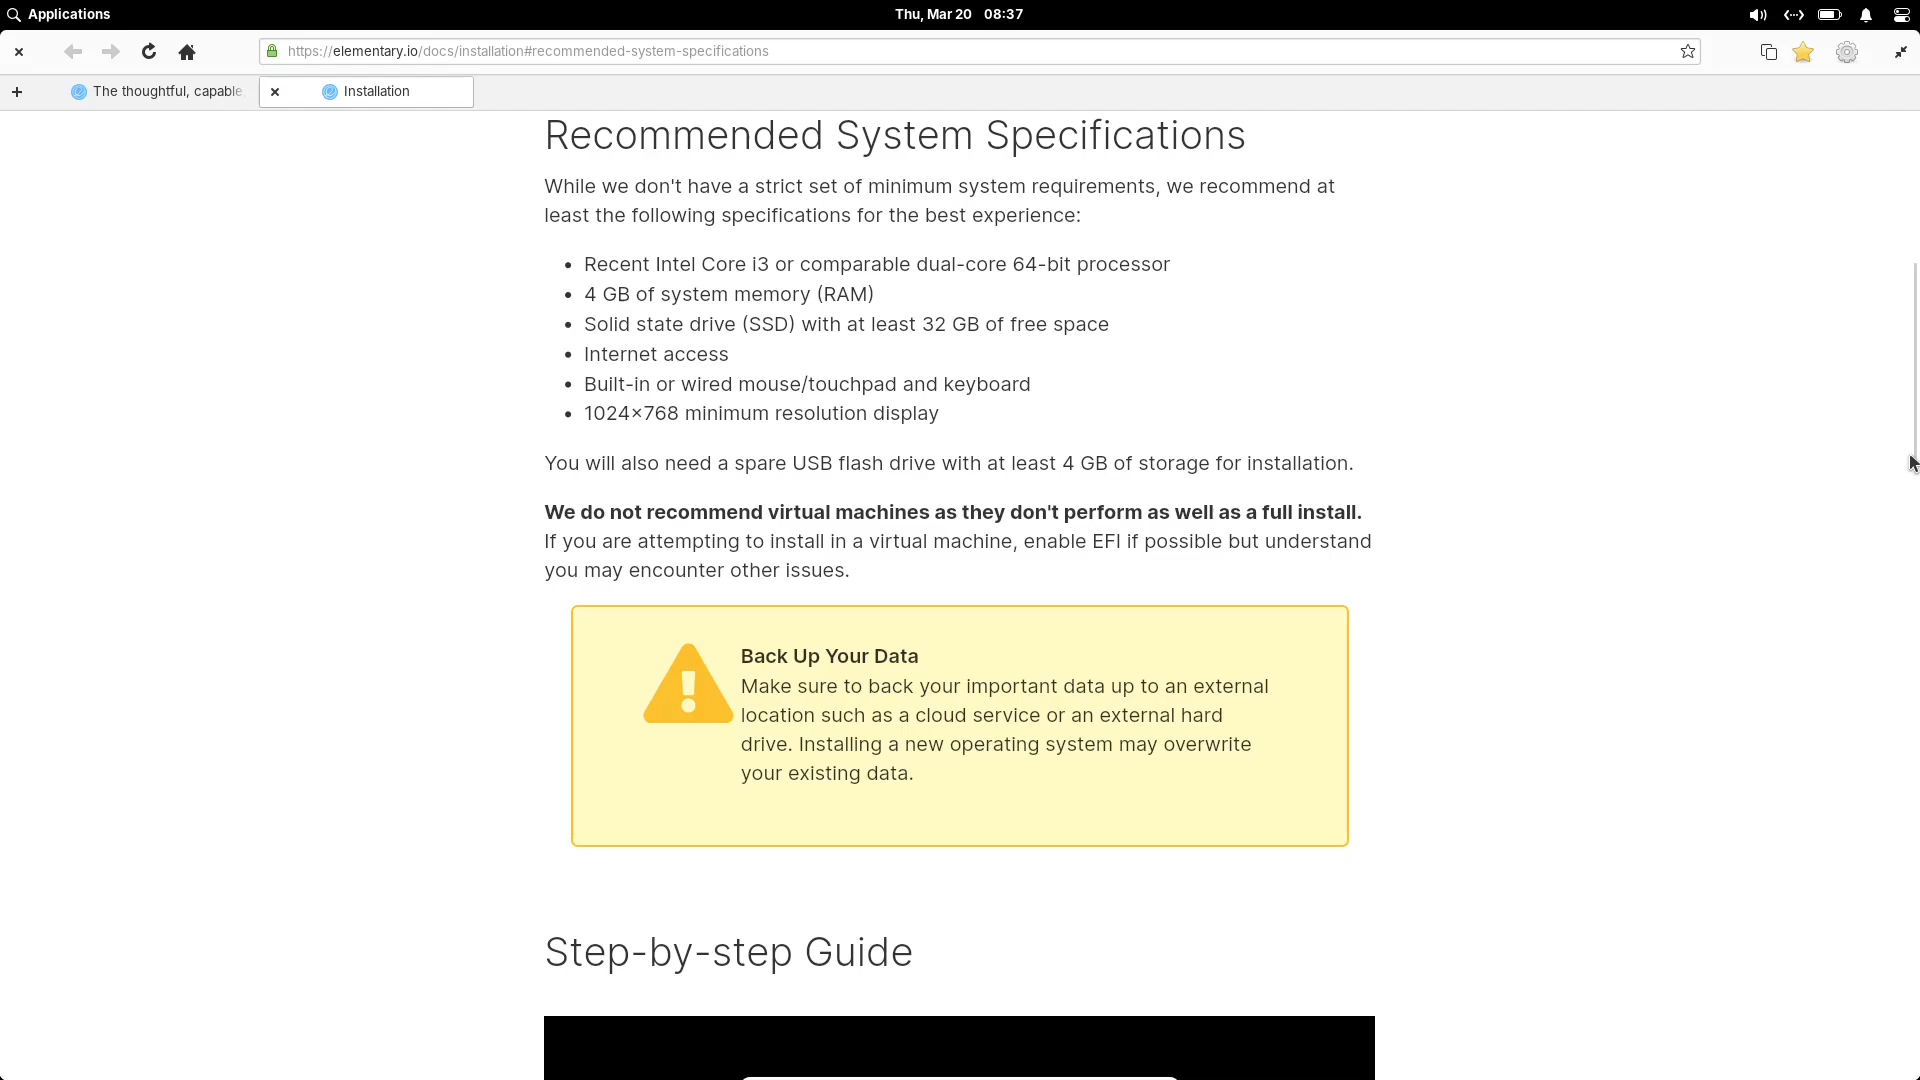 Applications
Thu, Mar 20 08:37
https://elementary.io/docs/installation#recommended-system-specifications
The thoughtful, capable,
Installation
Recommended System Specifications
While we don't have a strict set of minimum system requirements, we recommend at
least the following specifications for the best experience:
• Recent Intel Core i3 or comparable dual-core 64-bit processor
• 4 GB of system memory (RAM)
• Solid state drive (SSD) with at least 32 GB of free space
• Internet access
• Built-in or wired mouse/touchpad and keyboard
• 1024×768 minimum resolution display
You will also need a spare USB flash drive with at least 4 GB of storage for installation.
We do not recommend virtual machines as they don't perform as well as a full install.
If you are attempting to install in a virtual machine, enable EFI if possible but understand
you may encounter other issues.
Back Up Your Data
Make sure to back your important data up to an external
location such as a cloud service or an external hard
drive. Installing a new operating system may overwrite
your existing data.
Step-by-step Guide